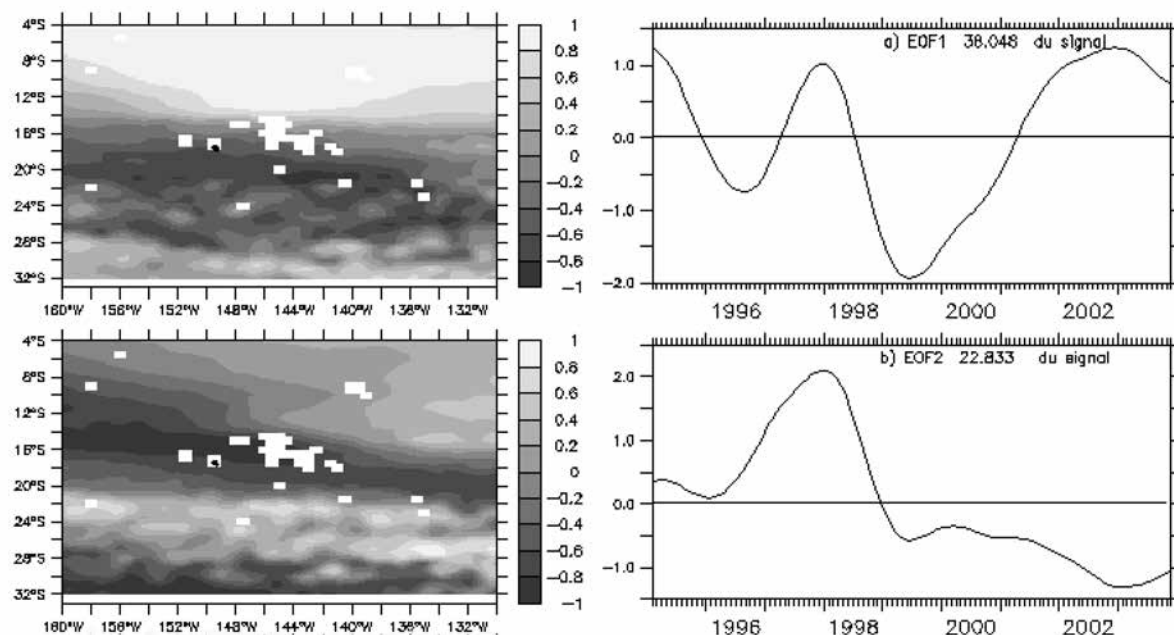 4°S
8°S
12°S
16°S
20°S
24°S
28°S
32°S
160°W 152°W 148°W 144°W 140°W 136°W 132°W
1
0.8
0.6
0.4
0.2
0
−0.2
−0.4
−0.6
−0.8
−1
a) EOF1 38.048 du signal
1.0
0.0
−1.0
−2.0
1996 1998 2000 2002
4°S
8°S
12°S
16°S
20°S
24°S
28°S
32°S
160°W 152°W 148°W 144°W 140°W 136°W 132°W
1
0.8
0.6
0.4
0.2
0
−0.2
−0.4
−0.6
−0.8
−1
b) EOF2 22.833 du signal
2.0
1.0
0.0
−1.0
1996 1998 2000 2002